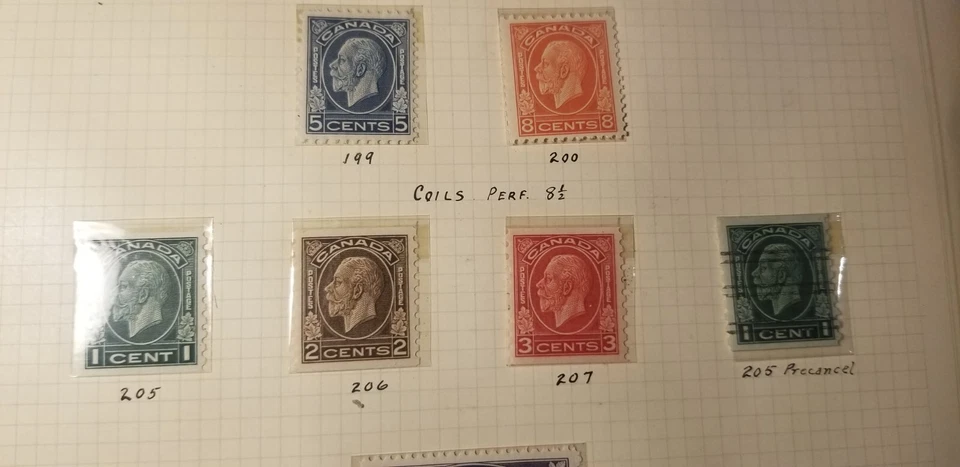 CANADA
POSTES POSTAGE
5 CENTS 5
CANADA
POSTES POSTAGE
8 CENTS 8
199
200
COILS PERF. 8½
CANADA
POSTAGE
1 CENT 1
CANADA
POSTES POSTAGE
2 CENTS 2
CANADA
POSTES POSTAGE
3 CENTS 3
CANADA
1 CENT 1
205
206
207
205 Precancel